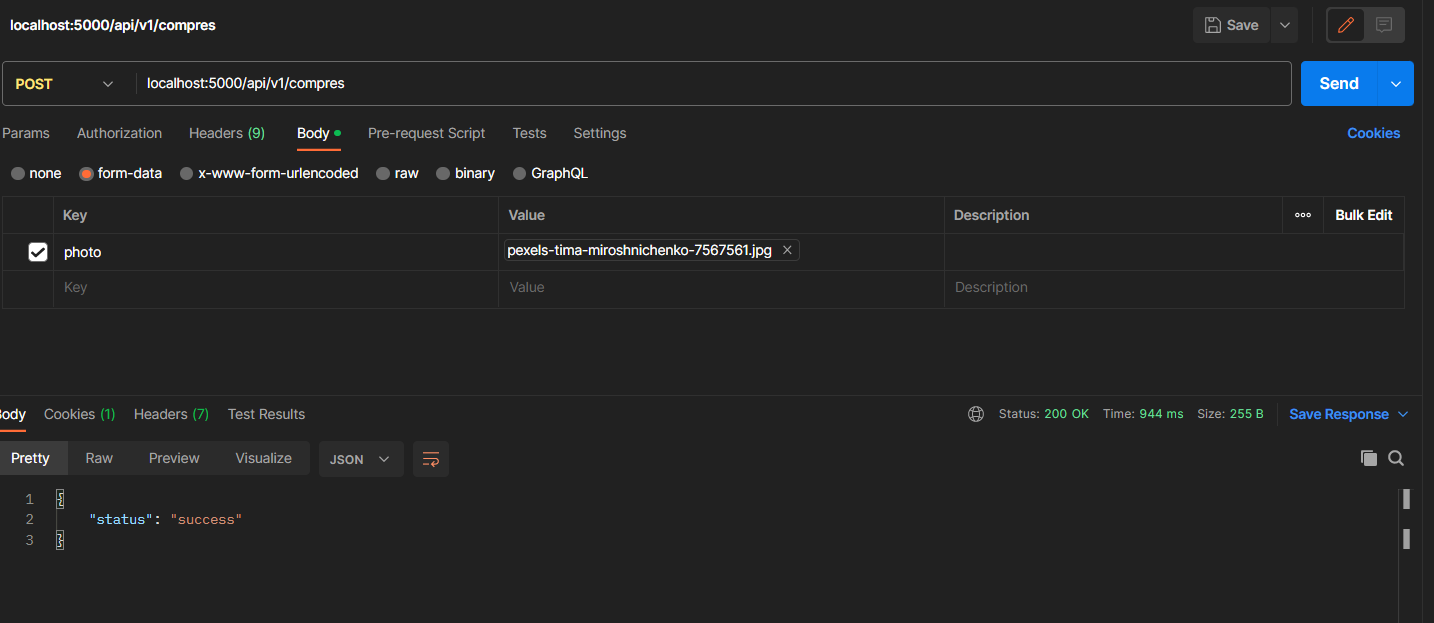 localhost:5000/api/v1/compres
Save
POST localhost:5000/api/v1/compres Send
Params Authorization Headers (9) Body Pre-request Script Tests Settings Cookies
none form-data x-www-form-urlencoded raw binary GraphQL
Key Value Description Bulk Edit
photo pexels-tima-miroshnichenko-7567561.jpg
Key Value Description
Body Cookies (1) Headers (7) Test Results Status: 200 OK Time: 944 ms Size: 255 B Save Response
Pretty Raw Preview Visualize JSON
1 {
2 "status": "success"
3 }